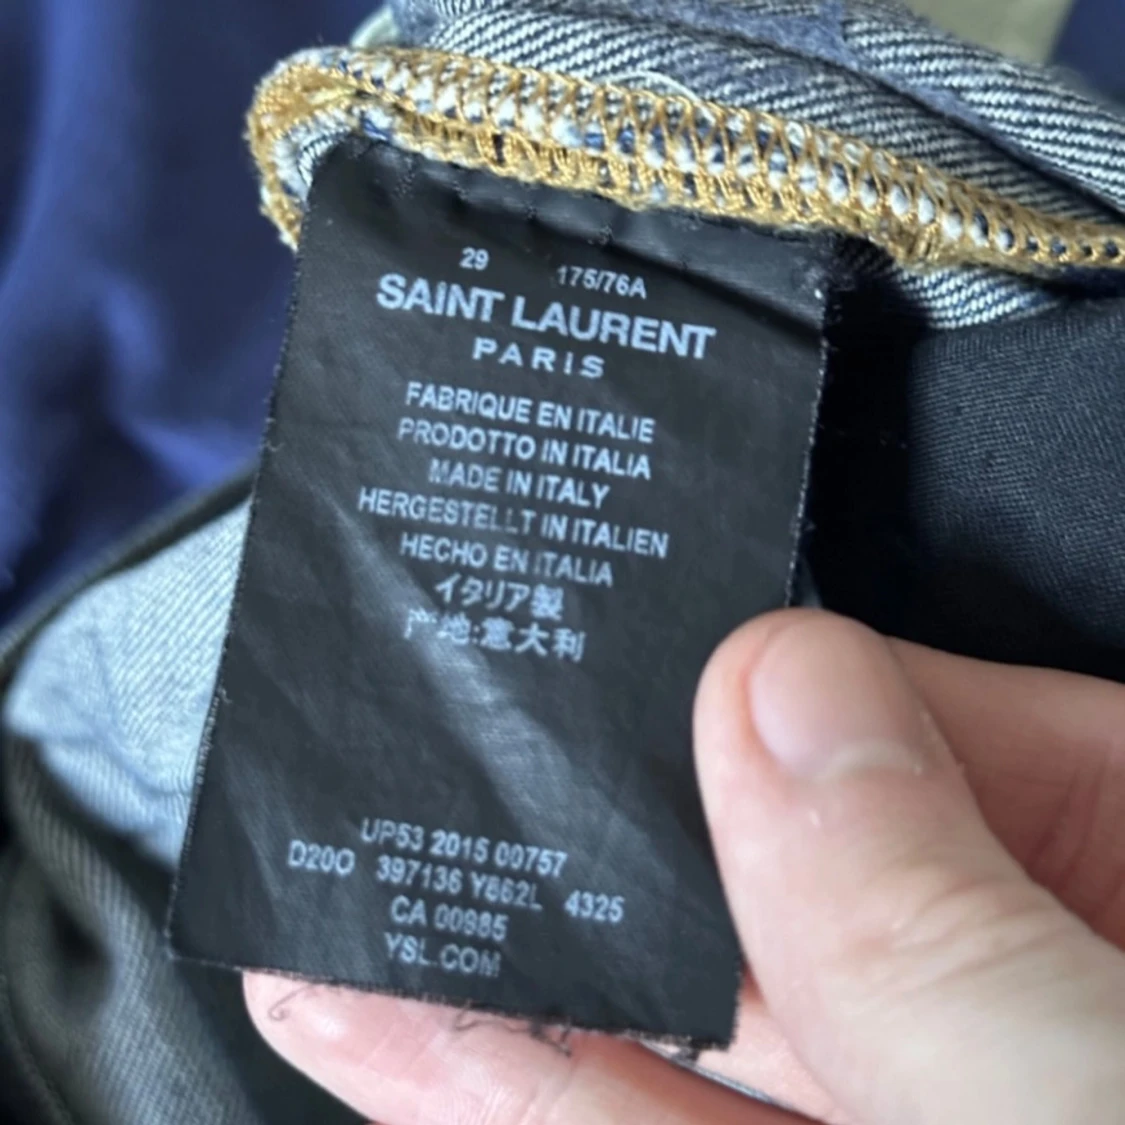 29 175/76A
SAINT LAURENT
PARIS
FABRIQUE EN ITALIE
PRODOTTO IN ITALIA
MADE IN ITALY
HERGESTELLT IN ITALIEN
HECHO EN ITALIA
イタリア製
产地:意大利
UP53 2015 00757
D20O 397136 Y862L 4325
CA 00985
YSL.COM